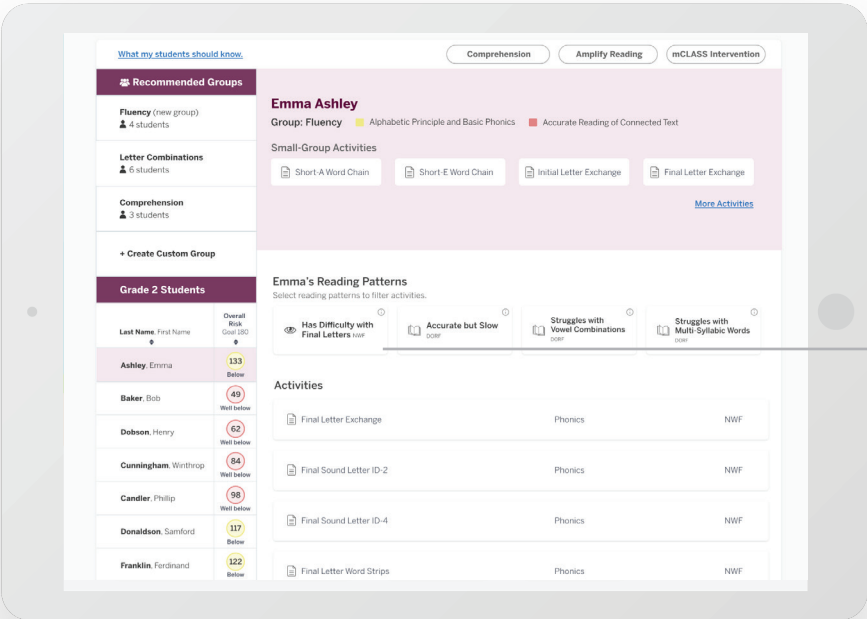 What my students should know.
Comprehension
Amplify Reading
mCLASS Intervention
Recommended Groups
Fluency (new group)
4 students
Letter Combinations
6 students
Comprehension
3 students
+ Create Custom Group
Emma Ashley
Group: Fluency Alphabetic Principle and Basic Phonics Accurate Reading of Connected Text
Small-Group Activities
Short-A Word Chain
Short-E Word Chain
Initial Letter Exchange
Final Letter Exchange
More Activities
Grade 2 Students
Last Name, First Name
Overall
Risk
Goal 180
Ashley, Emma
133
Below
Baker, Bob
49
Well below
Dobson, Henry
62
Well below
Cunningham, Winthrop
84
Well below
Candler, Phillip
98
Well below
Donaldson, Samford
117
Below
Franklin, Ferdinand
122
Below
Emma's Reading Patterns
Select reading patterns to filter activities.
Has Difficulty with
Final Letters NWF
Accurate but Slow
DORF
Struggles with
Vowel Combinations
DORF
Struggles with
Multi-Syllabic Words
DORF
Activities
Final Letter Exchange Phonics NWF
Final Sound Letter ID-2 Phonics NWF
Final Sound Letter ID-4 Phonics NWF
Final Letter Word Strips Phonics NWF